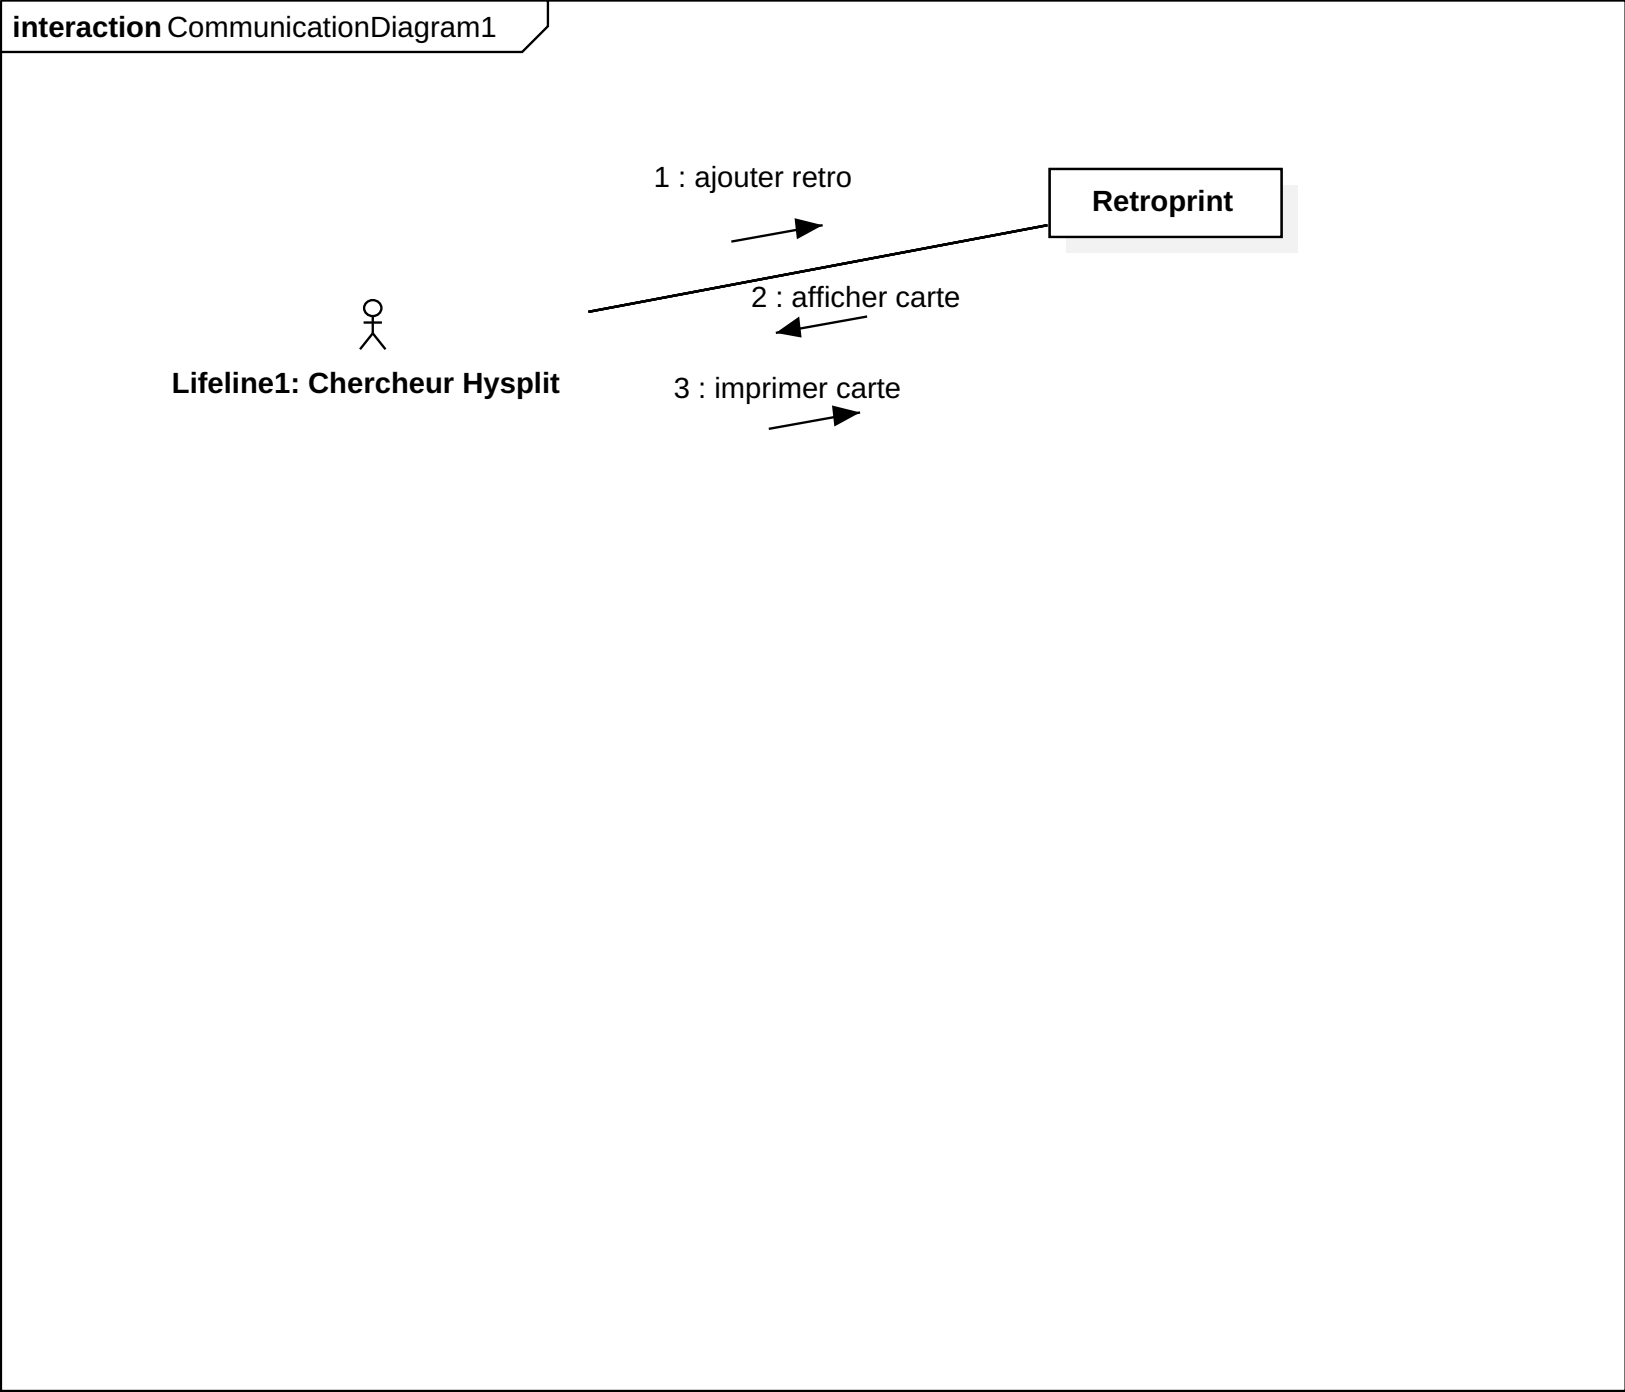 interaction CommunicationDiagram1
1 : ajouter retro
Retroprint
2 : afficher carte
Lifeline1: Chercheur Hysplit
3 : imprimer carte